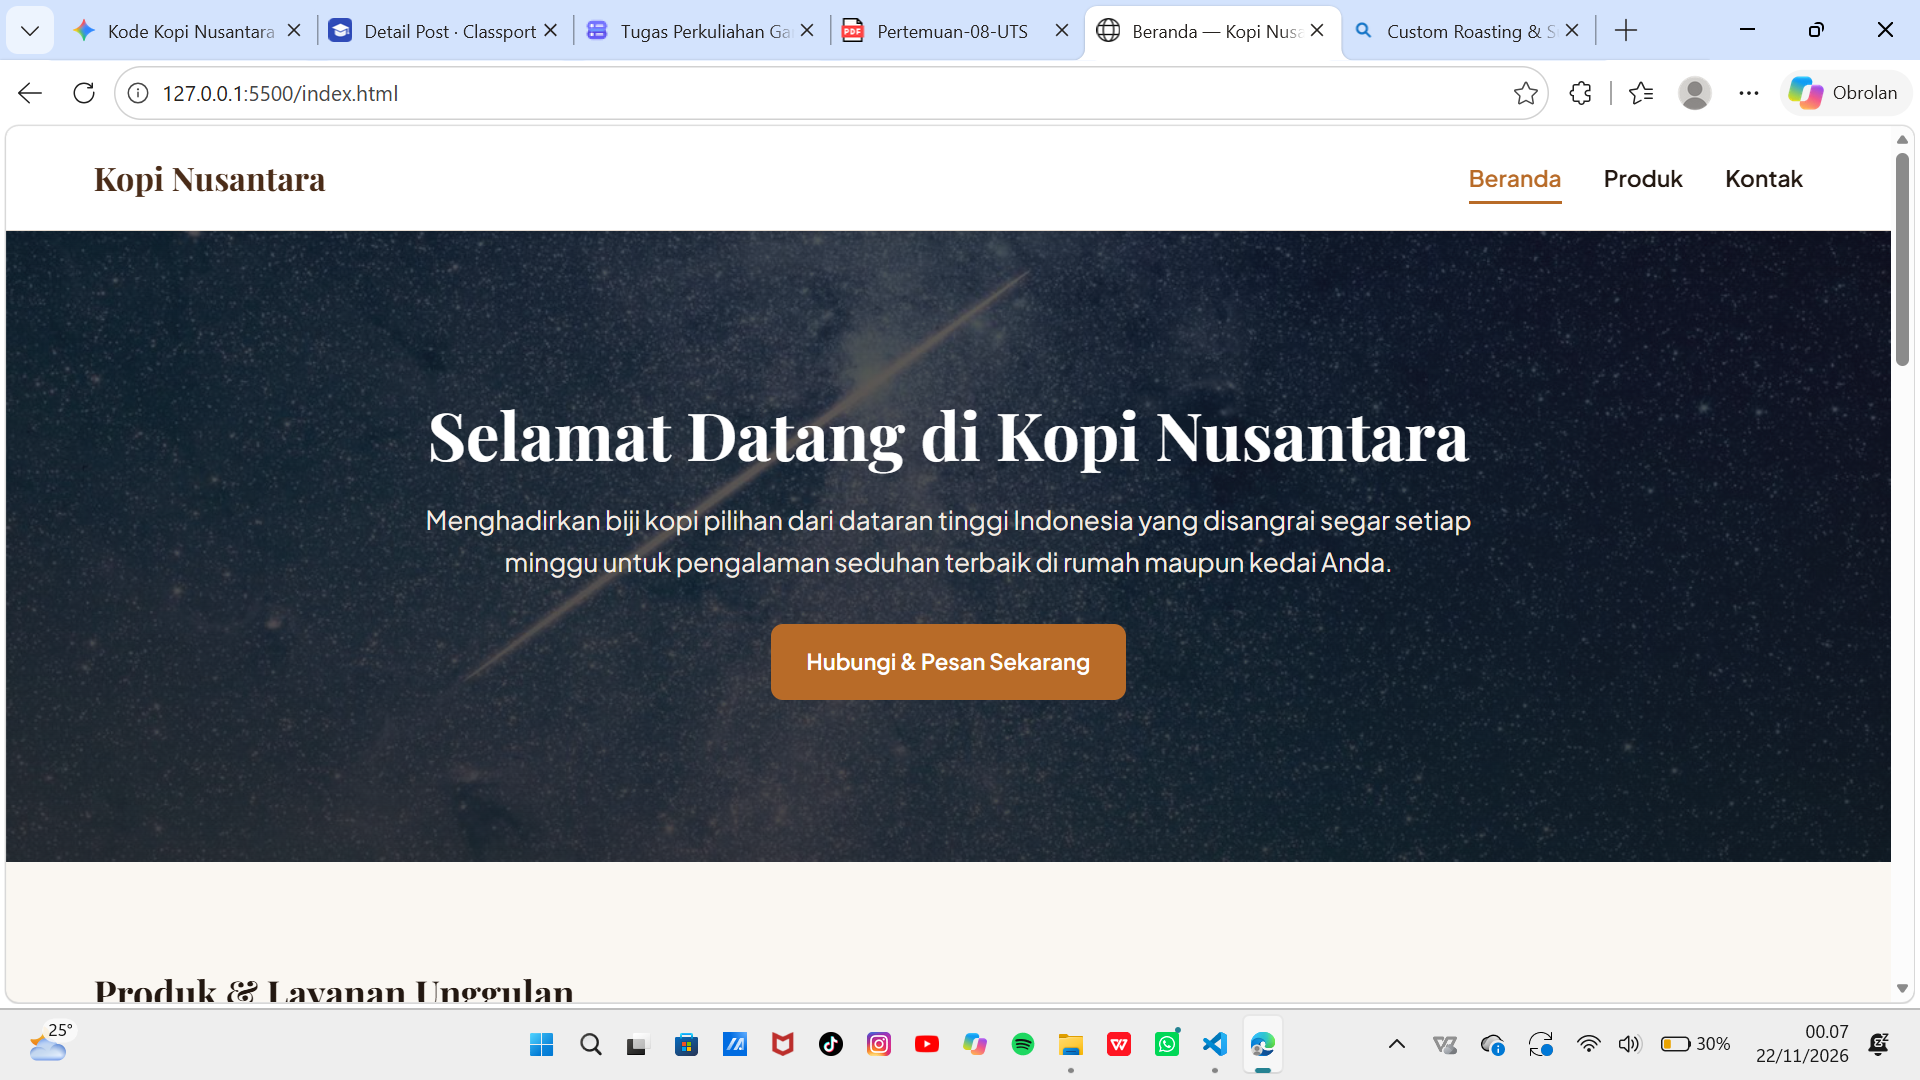 Kode Kopi Nusantara
Detail Post · Classport
Tugas Perkuliahan Ga
Pertemuan-08-UTS
Beranda — Kopi Nusa
Custom Roasting & S
127.0.0.1:5500/index.html
Obrolan
Kopi Nusantara
Beranda
Produk
Kontak
Selamat Datang di Kopi Nusantara
Menghadirkan biji kopi pilihan dari dataran tinggi Indonesia yang disangrai segar setiap
minggu untuk pengalaman seduhan terbaik di rumah maupun kedai Anda.
Hubungi & Pesan Sekarang
Produk & Layanan Unggulan
25°
30%
00.07
22/11/2026